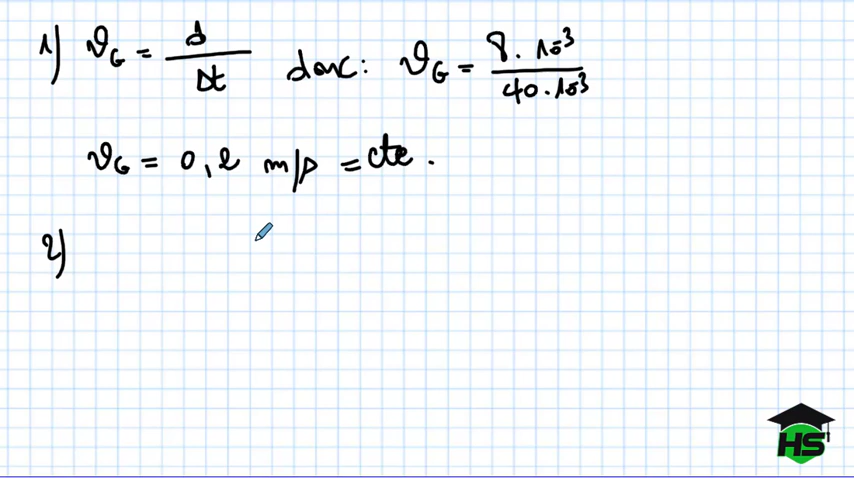 1) V_G = d / Δt donc: V_G = 8 . 10^-3 / 40 . 10^-3
V_G = 0,2 m/s = cte.
2)
HS